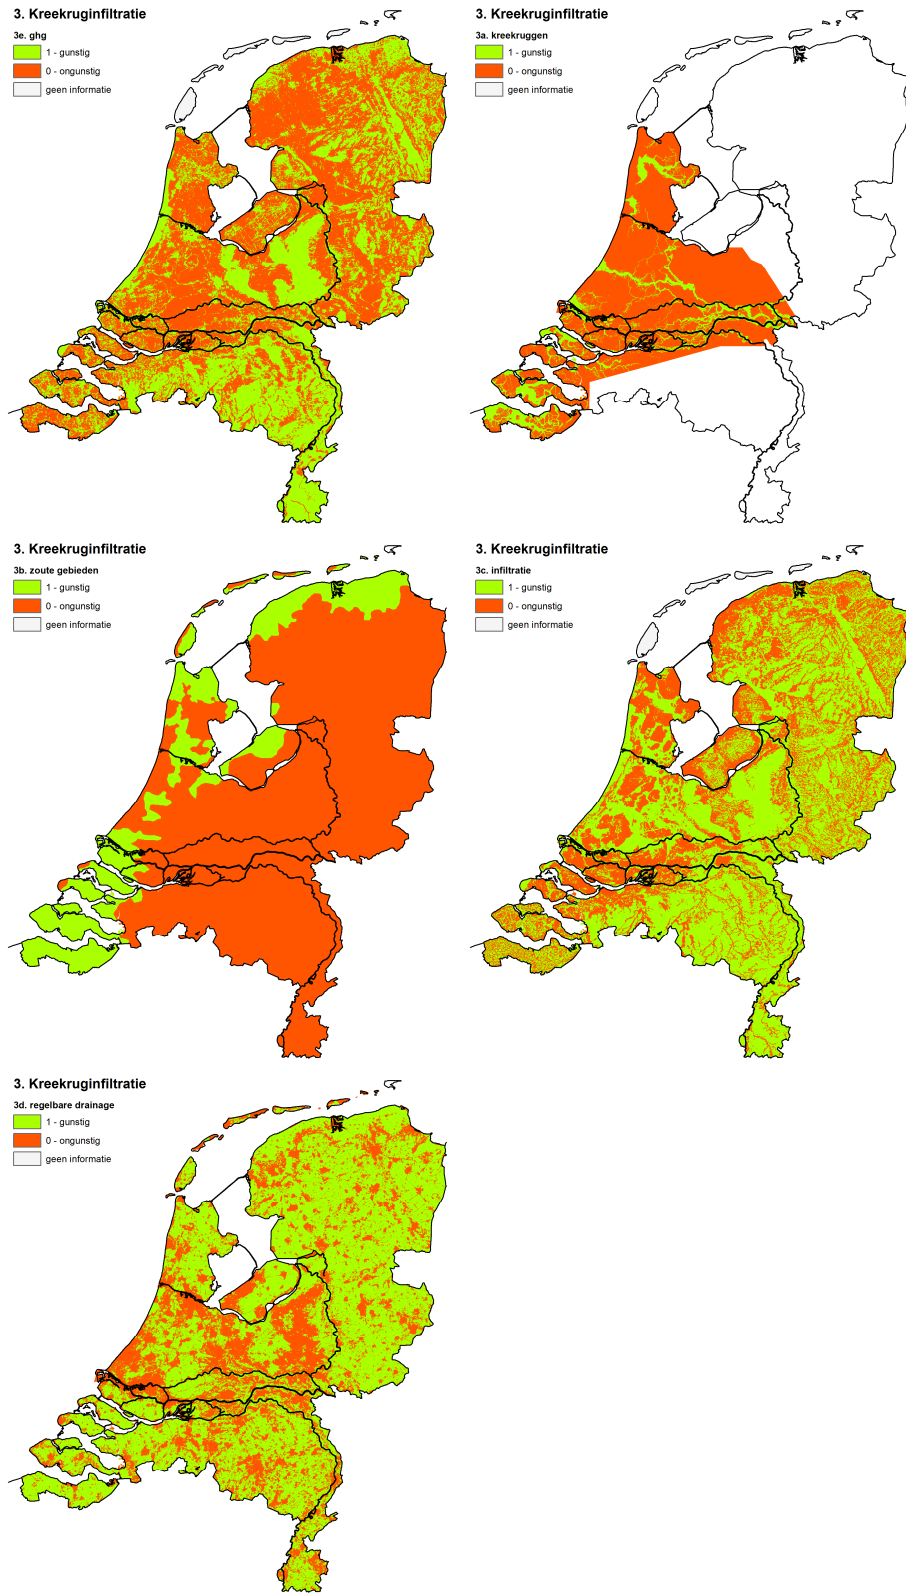 3. Kreekruginfiltratie
3e. ghg
1 - gunstig
0 - ongunstig
geen informatie
3. Kreekruginfiltratie
3a. kreekruggen
1 - gunstig
0 - ongunstig
geen informatie
3. Kreekruginfiltratie
3b. zoute gebieden
1 - gunstig
0 - ongunstig
geen informatie
3. Kreekruginfiltratie
3c. infiltratie
1 - gunstig
0 - ongunstig
geen informatie
3. Kreekruginfiltratie
3d. regelbare drainage
1 - gunstig
0 - ongunstig
geen informatie